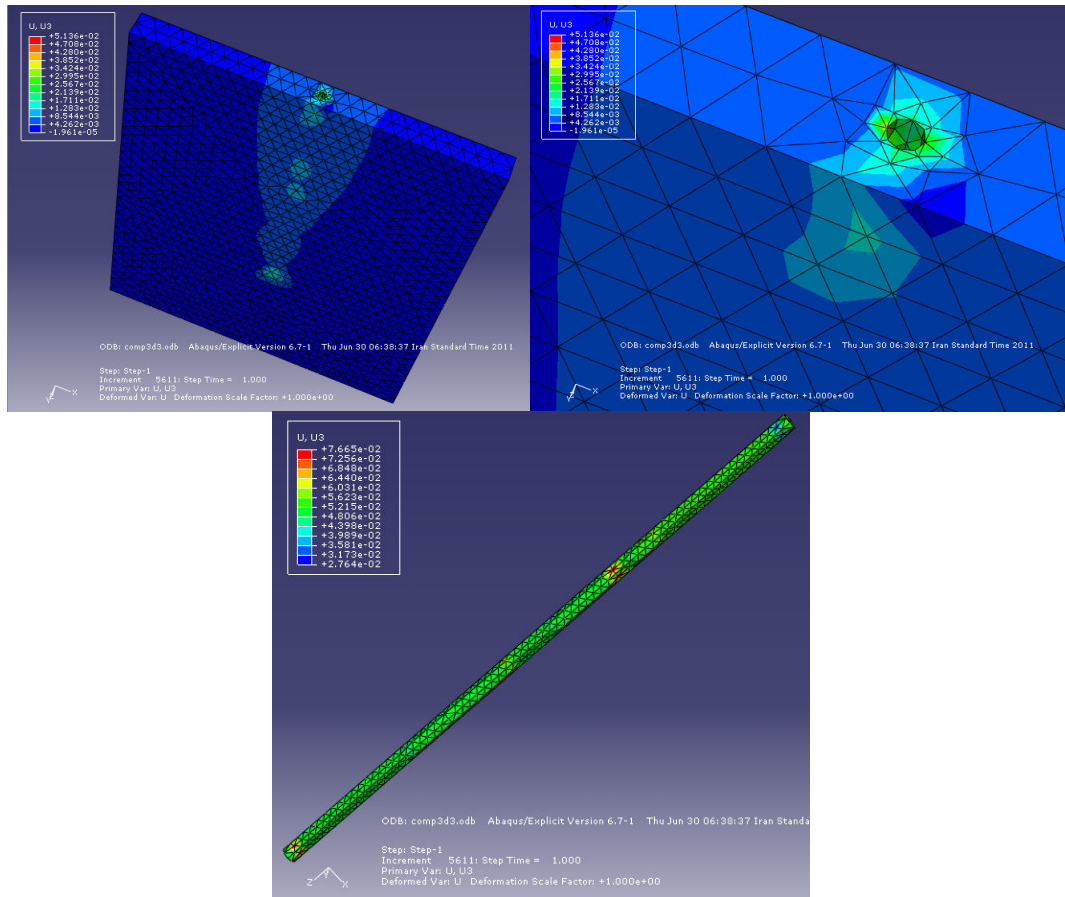 U, U3
+5.136e-02
+4.708e-02
+4.280e-02
+3.852e-02
+3.424e-02
+2.995e-02
+2.567e-02
+2.139e-02
+1.711e-02
+1.283e-02
+8.544e-03
+4.262e-03
-1.961e-05
ODB: comp3d3.odb Abaqus/Explicit Version 6.7-1 Thu Jun 30 06:38:37 Iran Standard Time 2011
Step: Step-1
Increment 5611: Step Time = 1.000
Primary Var: U, U3
Deformed Var: U Deformation Scale Factor: +1.000e+00
Y
X
U, U3
+5.136e-02
+4.708e-02
+4.280e-02
+3.852e-02
+3.424e-02
+2.995e-02
+2.567e-02
+2.139e-02
+1.711e-02
+1.283e-02
+8.544e-03
+4.262e-03
-1.961e-05
ODB: comp3d3.odb Abaqus/Explicit Version 6.7-1 Thu Jun 30 06:38:37 Iran Standard Time 2011
Step: Step-1
Increment 5611: Step Time = 1.000
Primary Var: U, U3
Deformed Var: U Deformation Scale Factor: +1.000e+00
X
U, U3
+7.665e-02
+7.256e-02
+6.848e-02
+6.440e-02
+6.031e-02
+5.623e-02
+5.215e-02
+4.806e-02
+4.398e-02
+3.989e-02
+3.581e-02
+3.173e-02
+2.764e-02
ODB: comp3d3.odb Abaqus/Explicit Version 6.7-1 Thu Jun 30 06:38:37 Iran Standa
Step: Step-1
Increment 5611: Step Time = 1.000
Primary Var: U, U3
Deformed Var: U Deformation Scale Factor: +1.000e+00
Z
Y
X